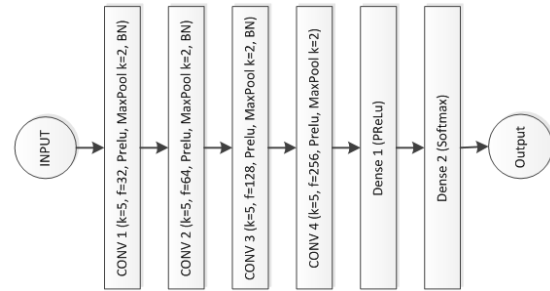 INPUT
CONV 1 (k=5, f=32, Prelu, MaxPool k=2, BN)
CONV 2 (k=5, f=64, Prelu, MaxPool k=2, BN)
CONV 3 (k=5, f=128, Prelu, MaxPool k=2, BN)
CONV 4 (k=5, f=256, Prelu, MaxPool k=2)
Dense 1 (PReLu)
Dense 2 (Softmax)
Output